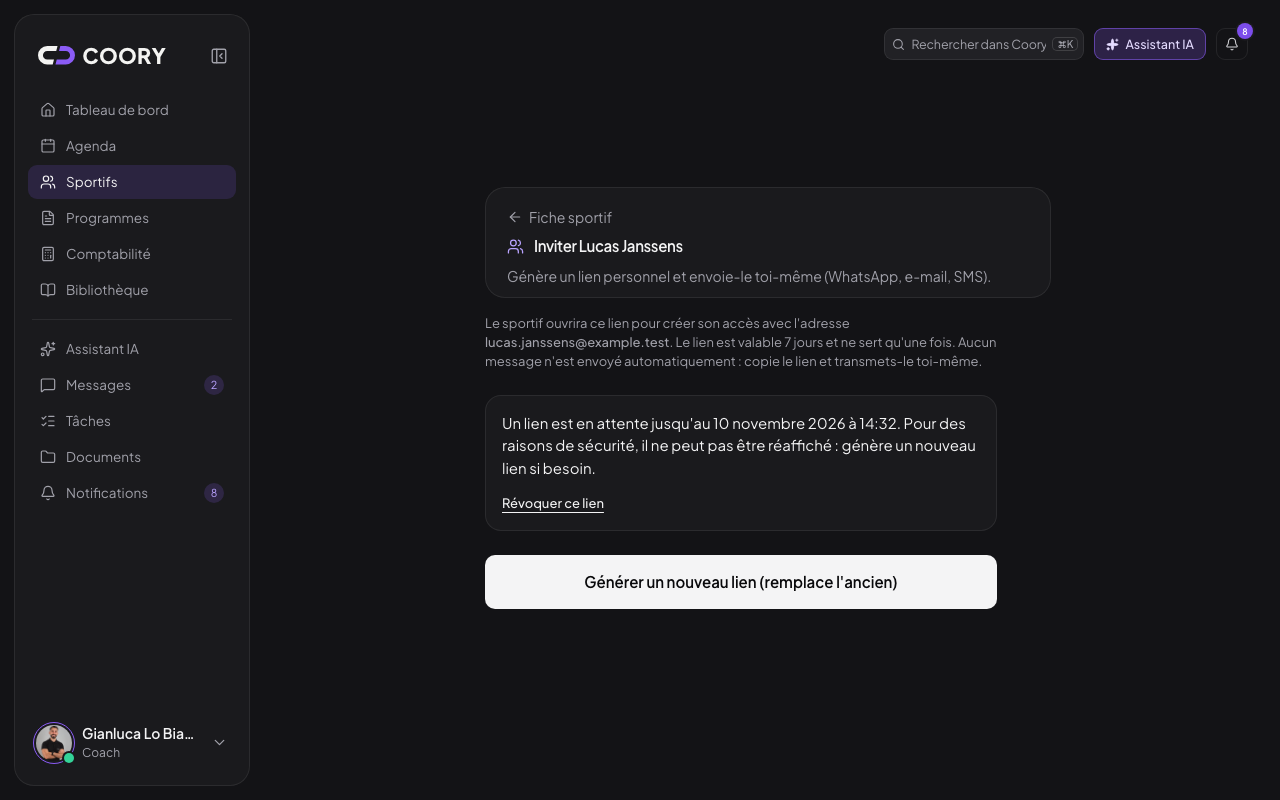 COORY
Tableau de bord
Agenda
Sportifs
Programmes
Comptabilité
Bibliothèque
Assistant IA
Messages 2
Tâches
Documents
Notifications 8
Gianluca Lo Bia...
Coach
Rechercher dans Coory ⌘K
Assistant IA
8
Fiche sportif
Inviter Lucas Janssens
Génère un lien personnel et envoie-le toi-même (WhatsApp, e-mail, SMS).
Le sportif ouvrira ce lien pour créer son accès avec l'adresse
lucas.janssens@example.test. Le lien est valable 7 jours et ne sert qu'une fois. Aucun
message n'est envoyé automatiquement : copie le lien et transmets-le toi-même.
Un lien est en attente jusqu'au 10 novembre 2026 à 14:32. Pour des
raisons de sécurité, il ne peut pas être réaffiché : génère un nouveau
lien si besoin.
Révoquer ce lien
Générer un nouveau lien (remplace l'ancien)